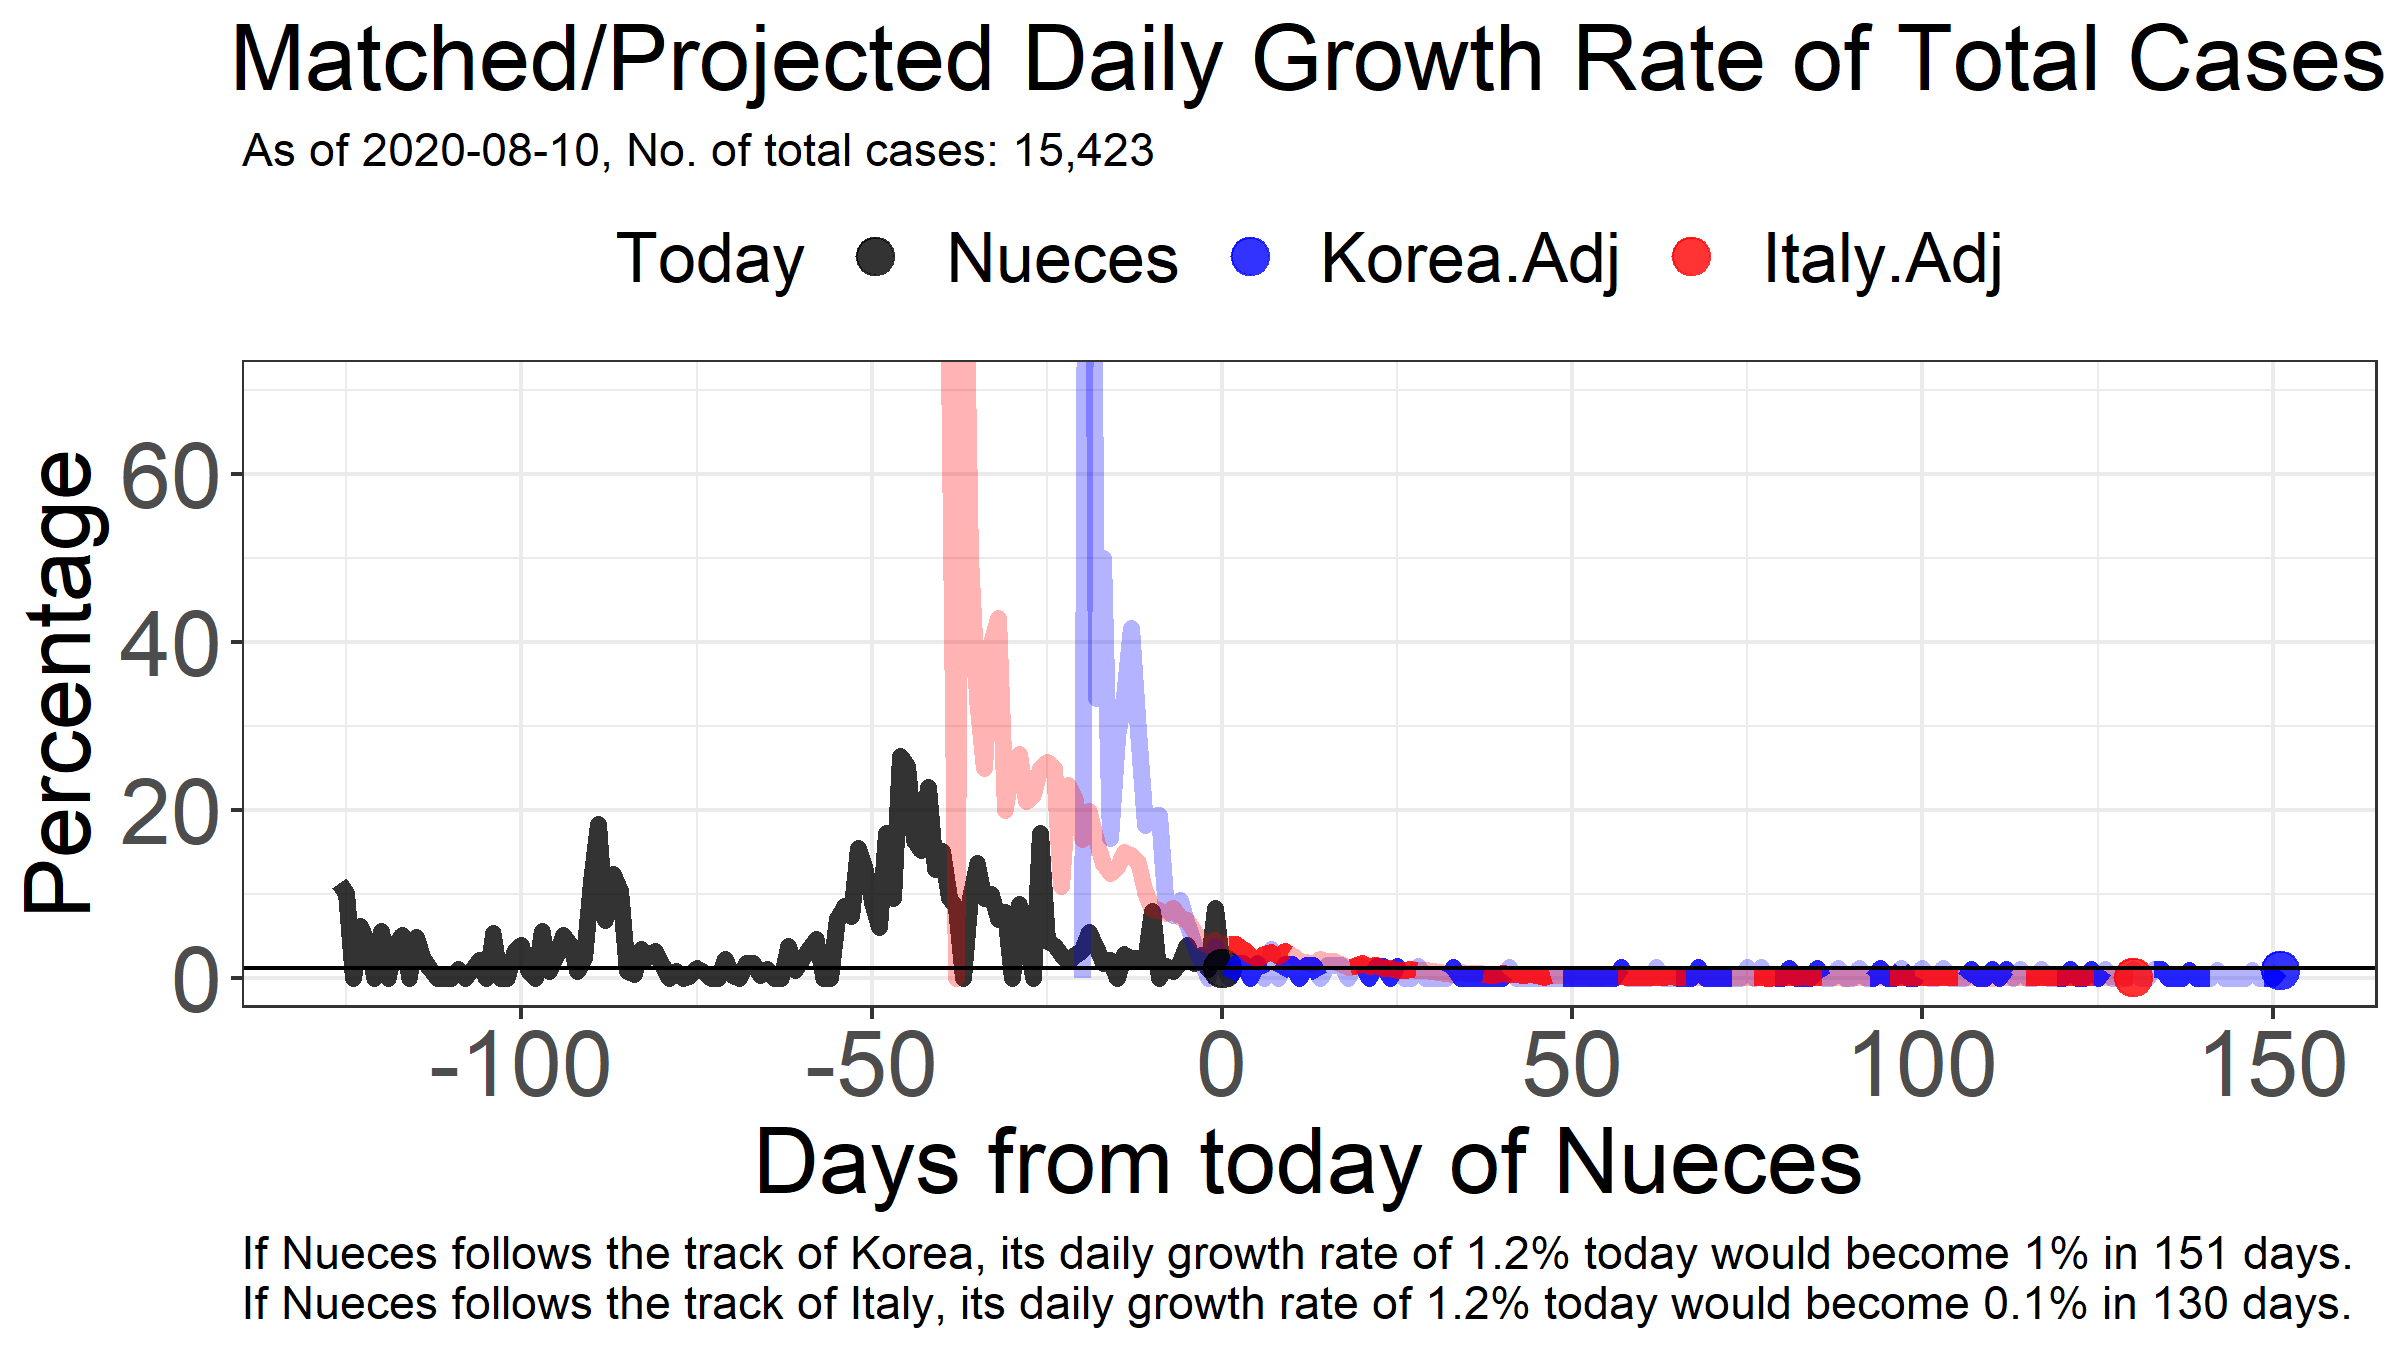 Matched/Projected Daily Growth Rate of Total Cases
As of 2020-08-10, No. of total cases: 15,423
Today Nueces Korea.Adj Italy.Adj
Percentage
60
40
20
0
-100 -50 0 50 100 150
Days from today of Nueces
If Nueces follows the track of Korea, its daily growth rate of 1.2% today would become 1% in 151 days.
If Nueces follows the track of Italy, its daily growth rate of 1.2% today would become 0.1% in 130 days.